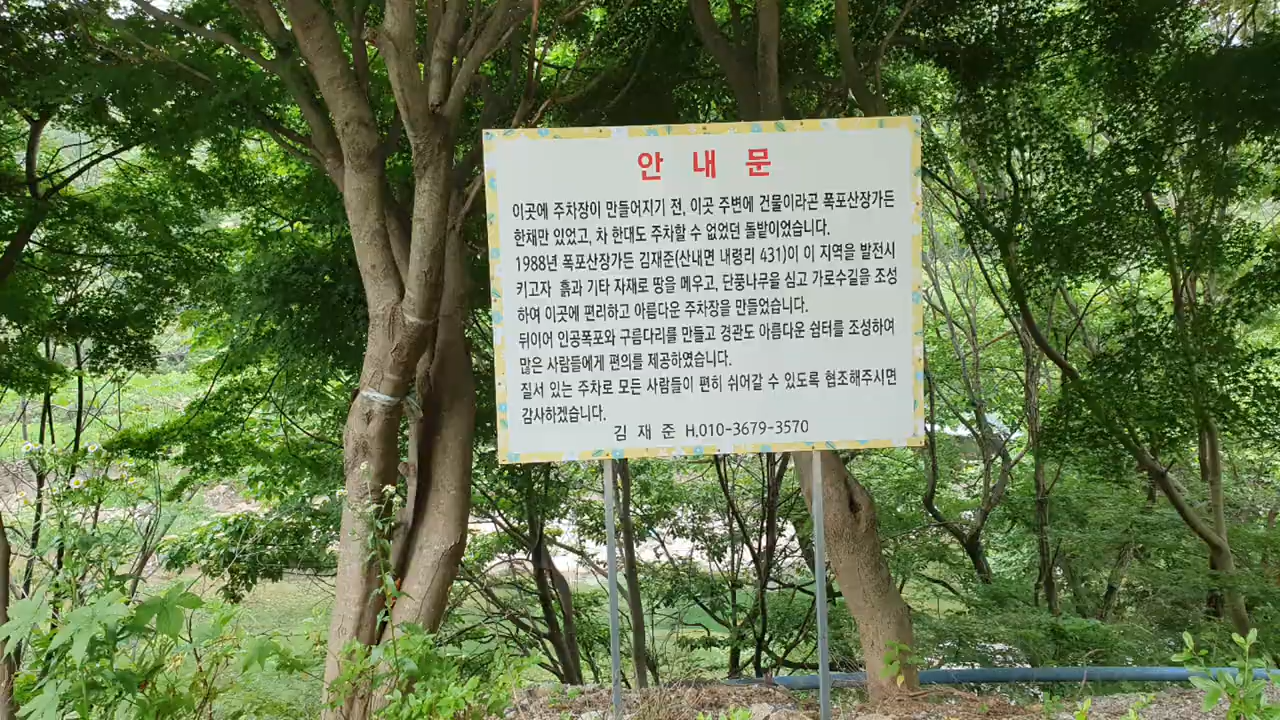 안 내 문
이곳에 주차장이 만들어지기 전, 이곳 주변에 건물이라곤 폭포산장가든
한채만 있었고, 차 한대도 주차할 수 없었던 돌밭이었습니다.
1988년 폭포산장가든 김재준(산내면 내령리 431)이 이 지역을 발전시
키고자 흙과 기타 자재로 땅을 메우고, 단풍나무을 심고 가로수길을 조성
하여 이곳에 편리하고 아름다운 주차장을 만들었습니다.
뒤이어 인공폭포와 구름다리를 만들고 경관도 아름다운 쉼터를 조성하여
많은 사람들에게 편의를 제공하였습니다.
질서 있는 주차로 모든 사람들이 편히 쉬어갈 수 있도록 협조해주시면
감사하겠습니다.
김 재 준 H.010-3679-3570